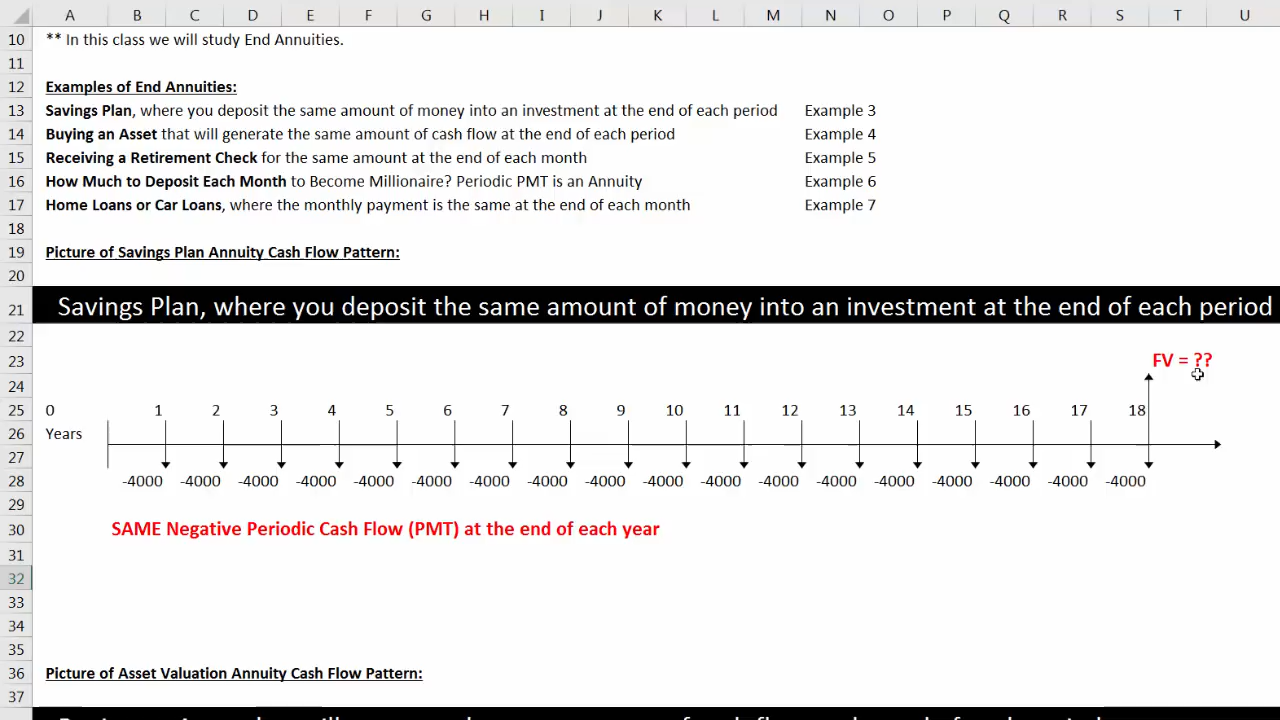 A B C D E F G H I J K L M N O P Q R S T U
10 ** In this class we will study End Annuities.
11
12 Examples of End Annuities:
13 Savings Plan, where you deposit the same amount of money into an investment at the end of each period Example 3
14 Buying an Asset that will generate the same amount of cash flow at the end of each period Example 4
15 Receiving a Retirement Check for the same amount at the end of each month Example 5
16 How Much to Deposit Each Month to Become Millionaire? Periodic PMT is an Annuity Example 6
17 Home Loans or Car Loans, where the monthly payment is the same at the end of each month Example 7
18
19 Picture of Savings Plan Annuity Cash Flow Pattern:
20
21 Savings Plan, where you deposit the same amount of money into an investment at the end of each period
22
23 FV = ??
24
25 0 1 2 3 4 5 6 7 8 9 10 11 12 13 14 15 16 17 18
26 Years
27
28 -4000 -4000 -4000 -4000 -4000 -4000 -4000 -4000 -4000 -4000 -4000 -4000 -4000 -4000 -4000 -4000 -4000 -4000
29
30 SAME Negative Periodic Cash Flow (PMT) at the end of each year
31
32
33
34
35
36 Picture of Asset Valuation Annuity Cash Flow Pattern:
37